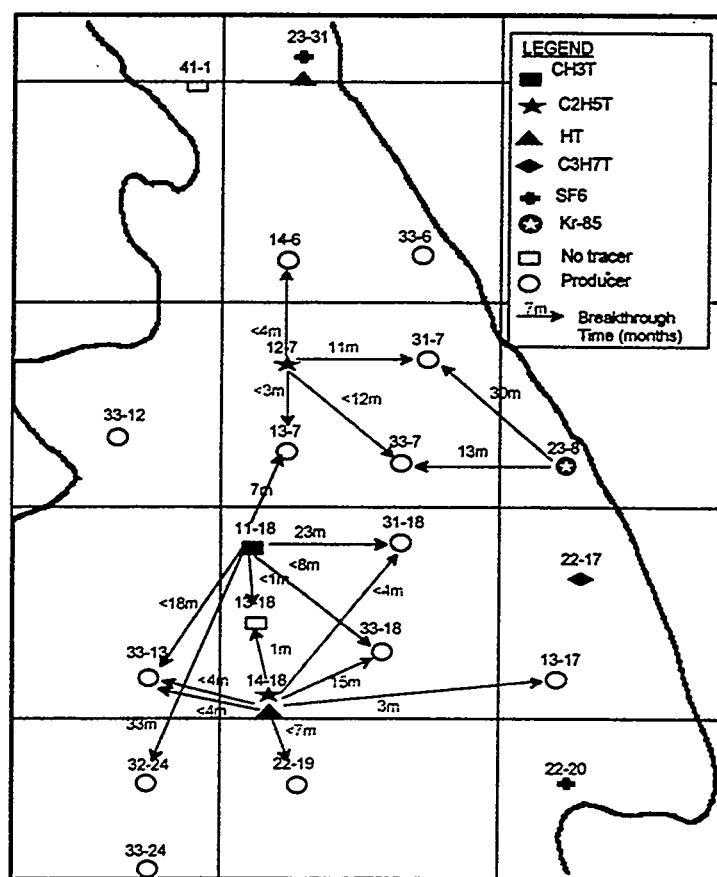 23-31
41-1
LEGEND
CH3T
C2H5T
HT
C3H7T
SF6
Kr-85
No tracer
Producer
7m
Breakthrough
Time (months)
14-6
33-6
<4m
12-7
11m
31-7
30m
<3m
<12m
33-12
13-7
33-7
13m
23-8
7m
11-18
23m
31-18
<8m
<1m
22-17
<18m
<4m
13-18
33-18
1m
33-13
14-18
<4m
15m
13-17
<4m
3m
33m
<7m
32-24
22-19
22-20
33-24